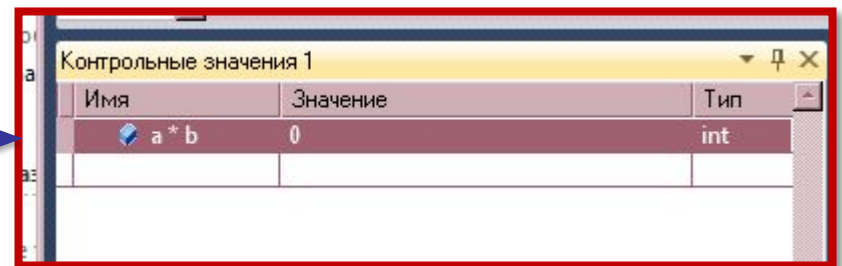 Контрольные значения 1
Имя Значение Тип
a * b 0 int